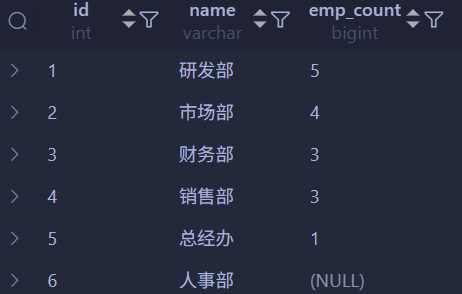 id name emp_count
int varchar bigint
1 研发部 5
2 市场部 4
3 财务部 3
4 销售部 3
5 总经办 1
6 人事部 (NULL)